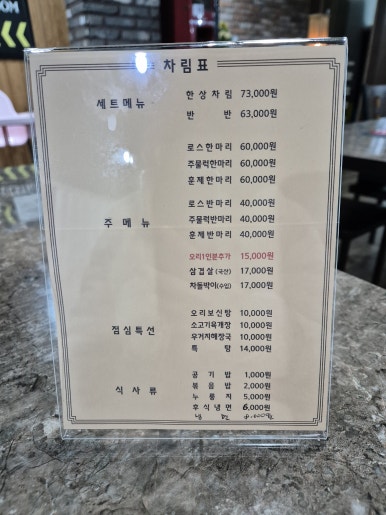 OOM
차림표
세트메뉴
한상차림 73,000원
반 반 63,000원
로스한마리 60,000원
주물럭한마리 60,000원
훈제한마리 60,000원
주메뉴
로스반마리 40,000원
주물럭반마리 40,000원
훈제반마리 40,000원
오리1인분추가 15,000원
삼겹살(국산) 17,000원
차돌박이(수입) 17,000원
점심특선
오리보신탕 10,000원
소고기육개장 10,000원
우거지해장국 10,000원
특 탕 14,000원
식사류
공기밥 1,000원
볶음밥 2,000원
누룽지 5,000원
후식냉면 6,000원
냉면